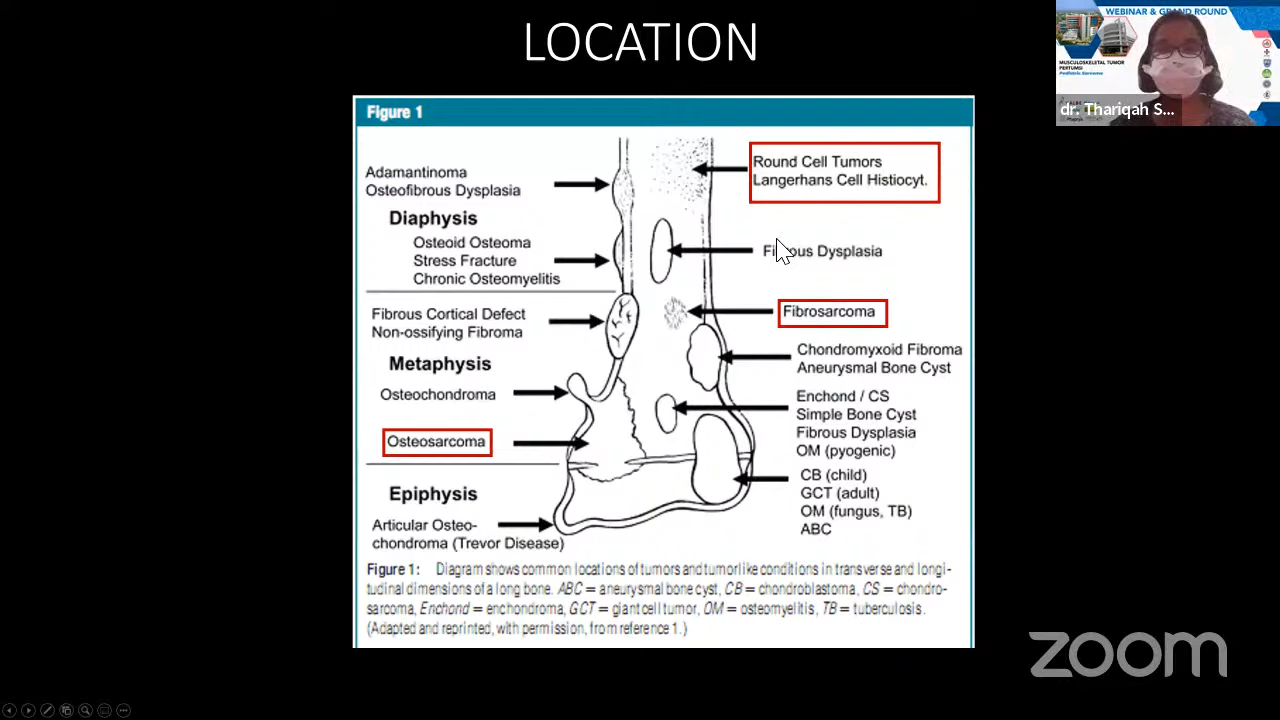 LOCATION
WEBINAR & GRAND ROUND
MUSCULOSKELETAL TUMOR
Pediatric Sarcoma
dr. Thariqah S...
Figure 1
Adamantinoma
Osteofibrous Dysplasia
Diaphysis
Osteoid Osteoma
Stress Fracture
Chronic Osteomyelitis
Fibrous Cortical Defect
Non-ossifying Fibroma
Metaphysis
Osteochondroma
Osteosarcoma
Epiphysis
Articular Osteo-
chondroma (Trevor Disease)
Round Cell Tumors
Langerhans Cell Histiocyt.
Fibrous Dysplasia
Fibrosarcoma
Chondromyxoid Fibroma
Aneurysmal Bone Cyst
Enchond / CS
Simple Bone Cyst
Fibrous Dysplasia
OM (pyogenic)
CB (child)
GCT (adult)
OM (fungus, TB)
ABC
Figure 1: Diagram shows common locations of tumors and tumorlike conditions in transverse and longi-
tudinal dimensions of a long bone. ABC = aneurysmal bone cyst, CB = chondroblastoma, CS = chondro-
sarcoma, Enchond = enchondroma, GCT = giant cell tumor, OM = osteomyelitis, TB = tuberculosis.
(Adapted and reprinted, with permission, from reference 1.)
zoom